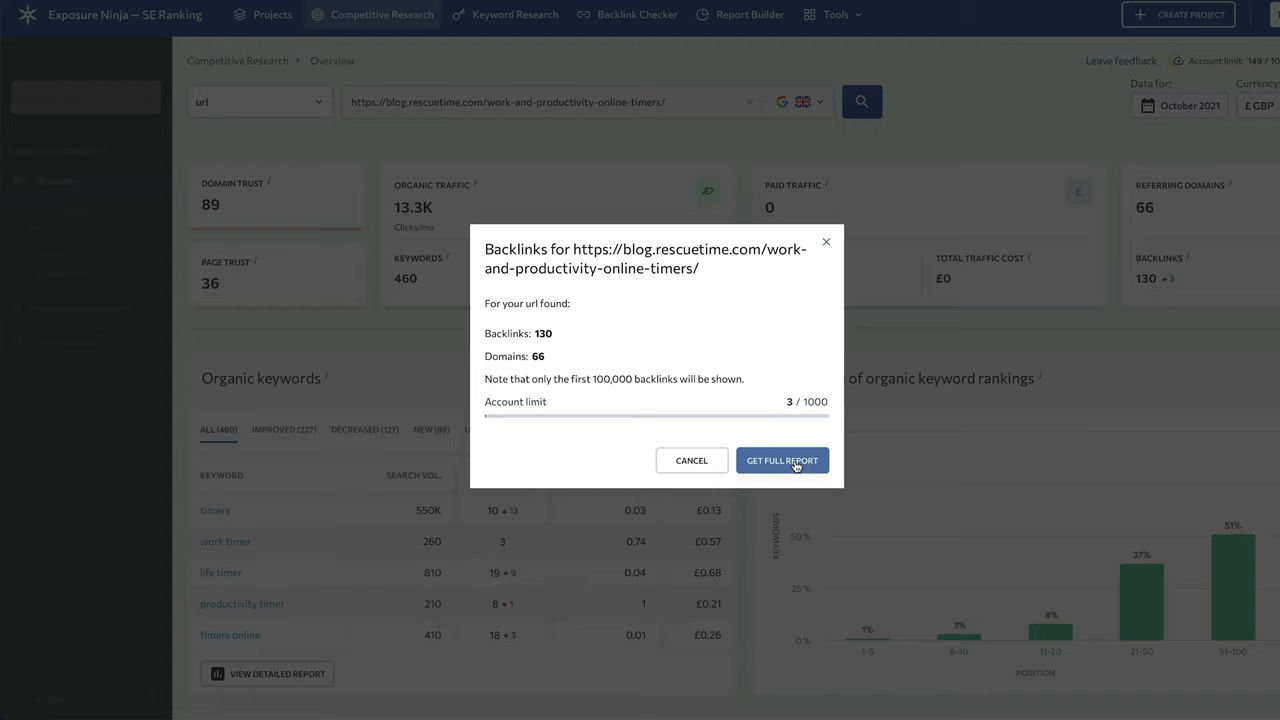 Exposure Ninja — SE Ranking
Projects
Competitive Research
Keyword Research
Backlink Checker
Report Builder
Tools
CREATE PROJECT
Competitive Research > Overview
Leave feedback
Account limit: 149 / 10
url
https://blog.rescuetime.com/work-and-productivity-online-timers/
Data for:
October 2021
Currency:
£ GBP
DOMAIN TRUST
89
PAGE TRUST
36
ORGANIC TRAFFIC
13.3K
Clicks/mo
KEYWORDS
460
PAID TRAFFIC
0
TOTAL TRAFFIC COST
£0
REFERRING DOMAINS
66
BACKLINKS
130 3
Backlinks for https://blog.rescuetime.com/work-
and-productivity-online-timers/
For your url found:
Backlinks: 130
Domains: 66
Note that only the first 100,000 backlinks will be shown.
Account limit 3 / 1000
CANCEL
GET FULL REPORT
Organic keywords
ALL (460) IMPROVED (227) DECREASED (127) NEW (88)
KEYWORD SEARCH VOL.
timers 550K 10 13 0.03 £0.13
work timer 260 3 0.74 £0.57
life timer 810 19 9 0.04 £0.68
productivity timer 210 8 1 1 £0.21
timers online 410 18 3 0.01 £0.26
VIEW DETAILED REPORT
of organic keyword rankings
KEYWORDS
50 %
25 %
0 %
1%
3%
8%
37%
51%
1-5
6-10
11-20
21-50
51-100
POSITION